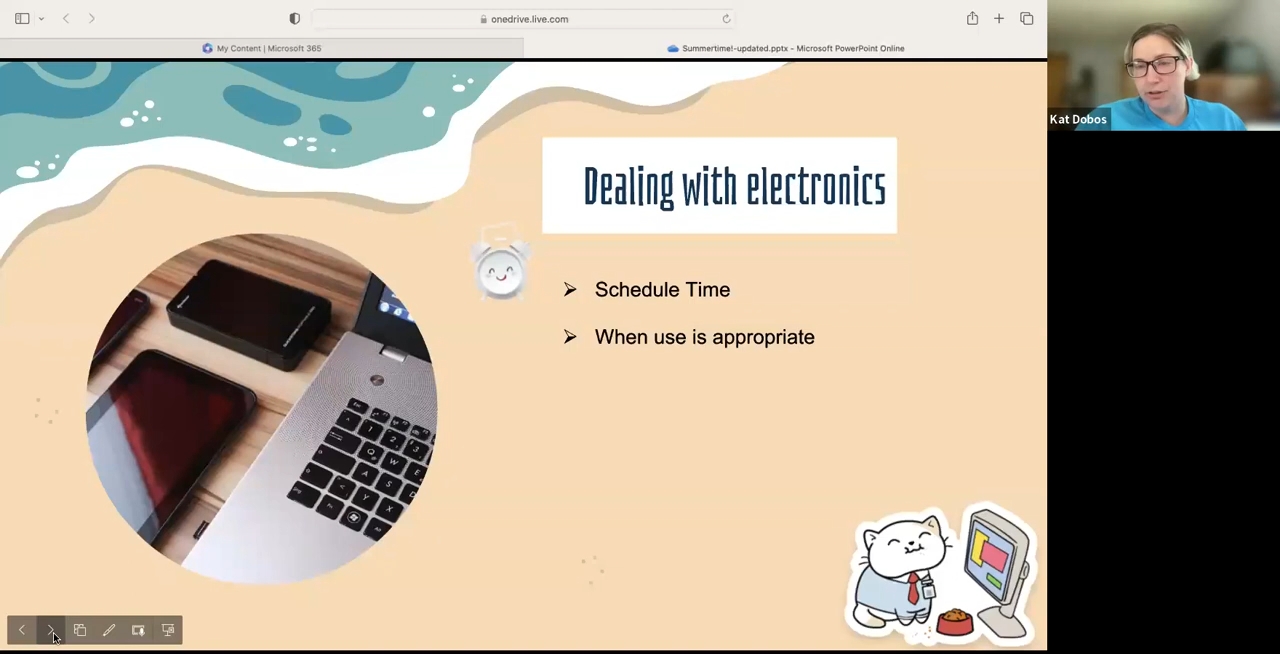 onedrive.live.com
My Content | Microsoft 365
Summertime!-updated.pptx - Microsoft PowerPoint Online
Kat Dobos
Dealing with electronics
Schedule Time
When use is appropriate